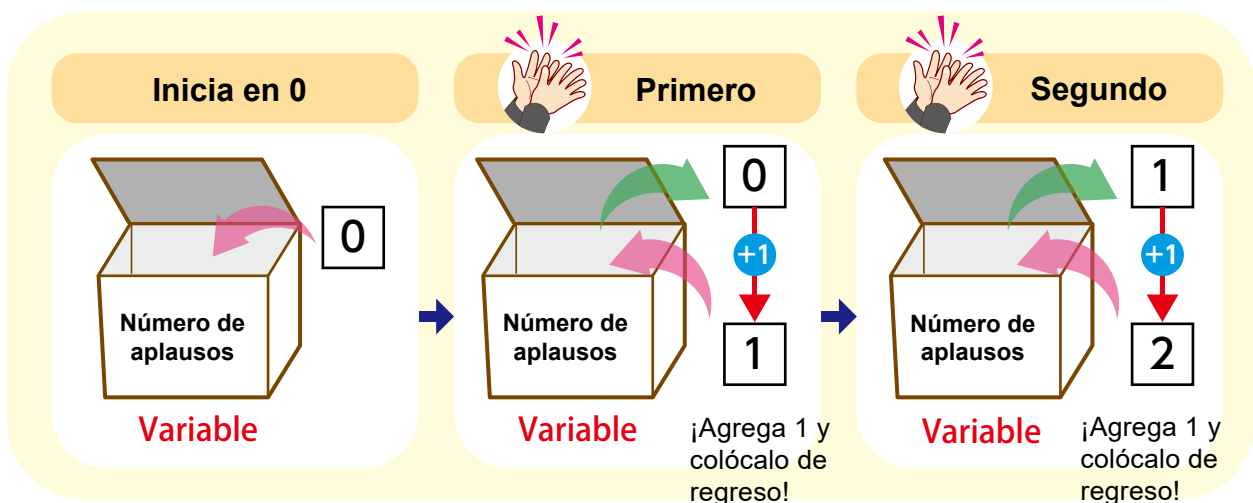 Inicia en 0
0
Número de
aplausos
Variable
Primero
0
+1
1
Número de
aplausos
Variable
¡Agrega 1 y
colócalo de
regreso!
Segundo
1
+1
2
Número de
aplausos
Variable
¡Agrega 1 y
colócalo de
regreso!